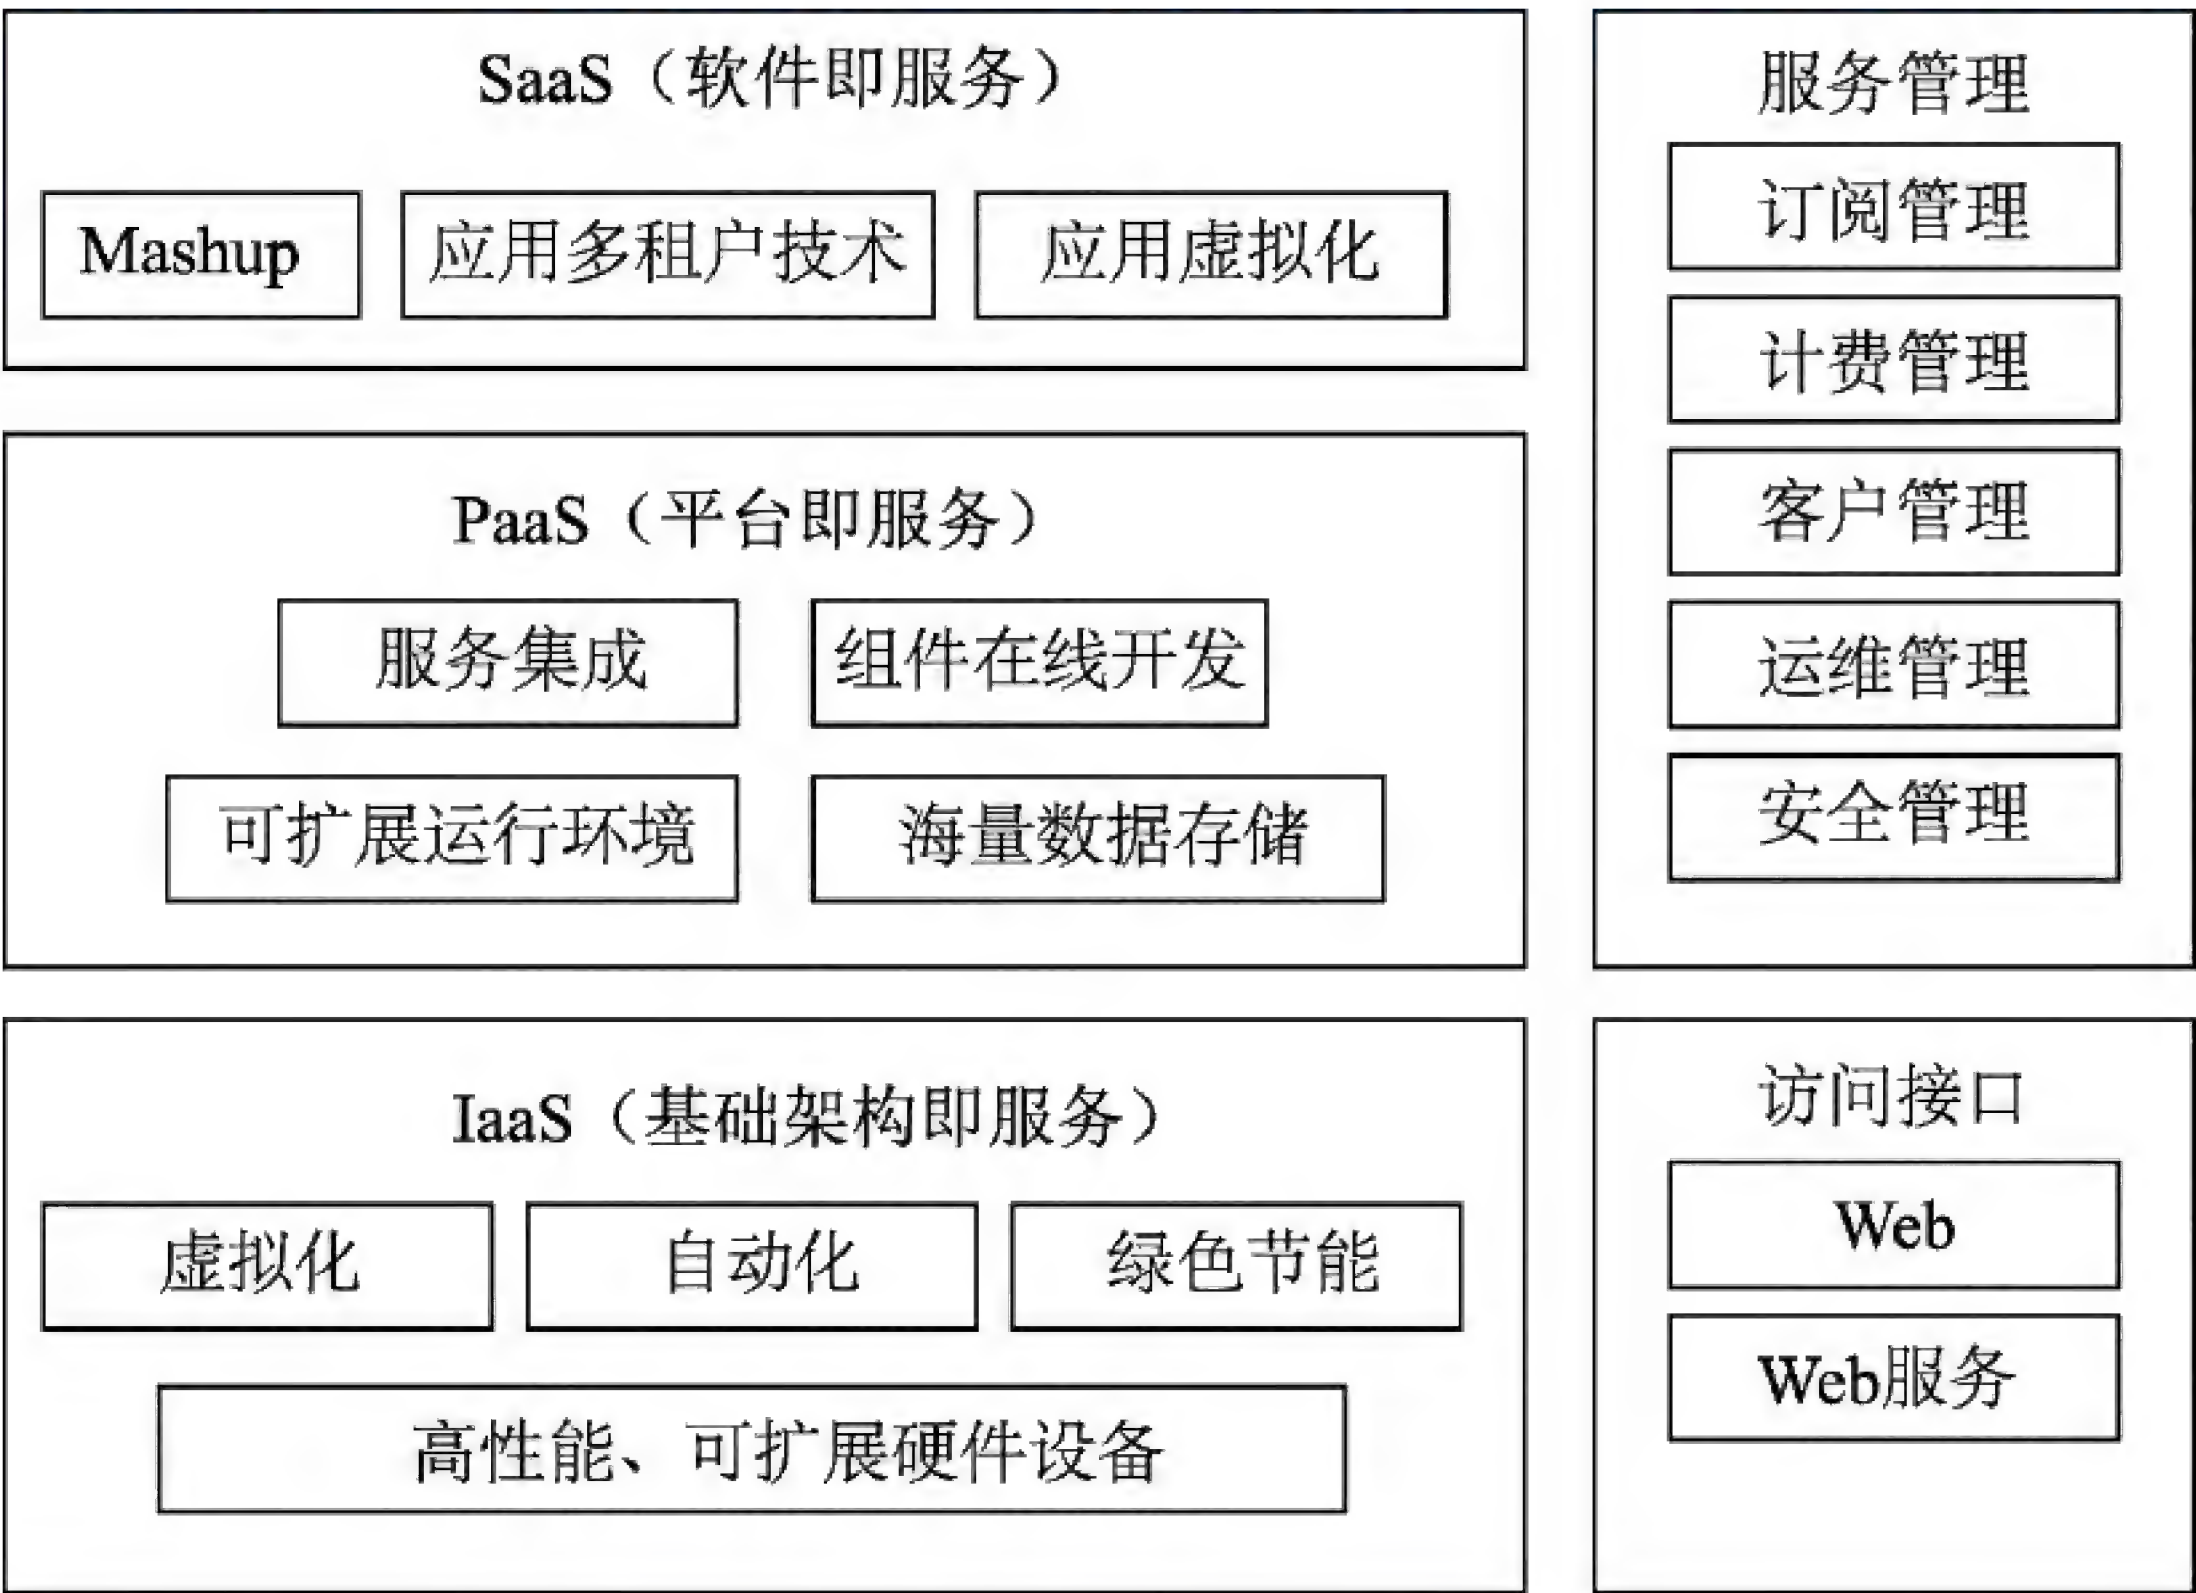 SaaS（软件即服务）
Mashup
应用多租户技术
应用虚拟化
PaaS（平台即服务）
服务集成
组件在线开发
可扩展运行环境
海量数据存储
IaaS（基础架构即服务）
虚拟化
自动化
绿色节能
高性能、可扩展硬件设备
服务管理
订阅管理
计费管理
客户管理
运维管理
安全管理
访问接口
Web
Web服务